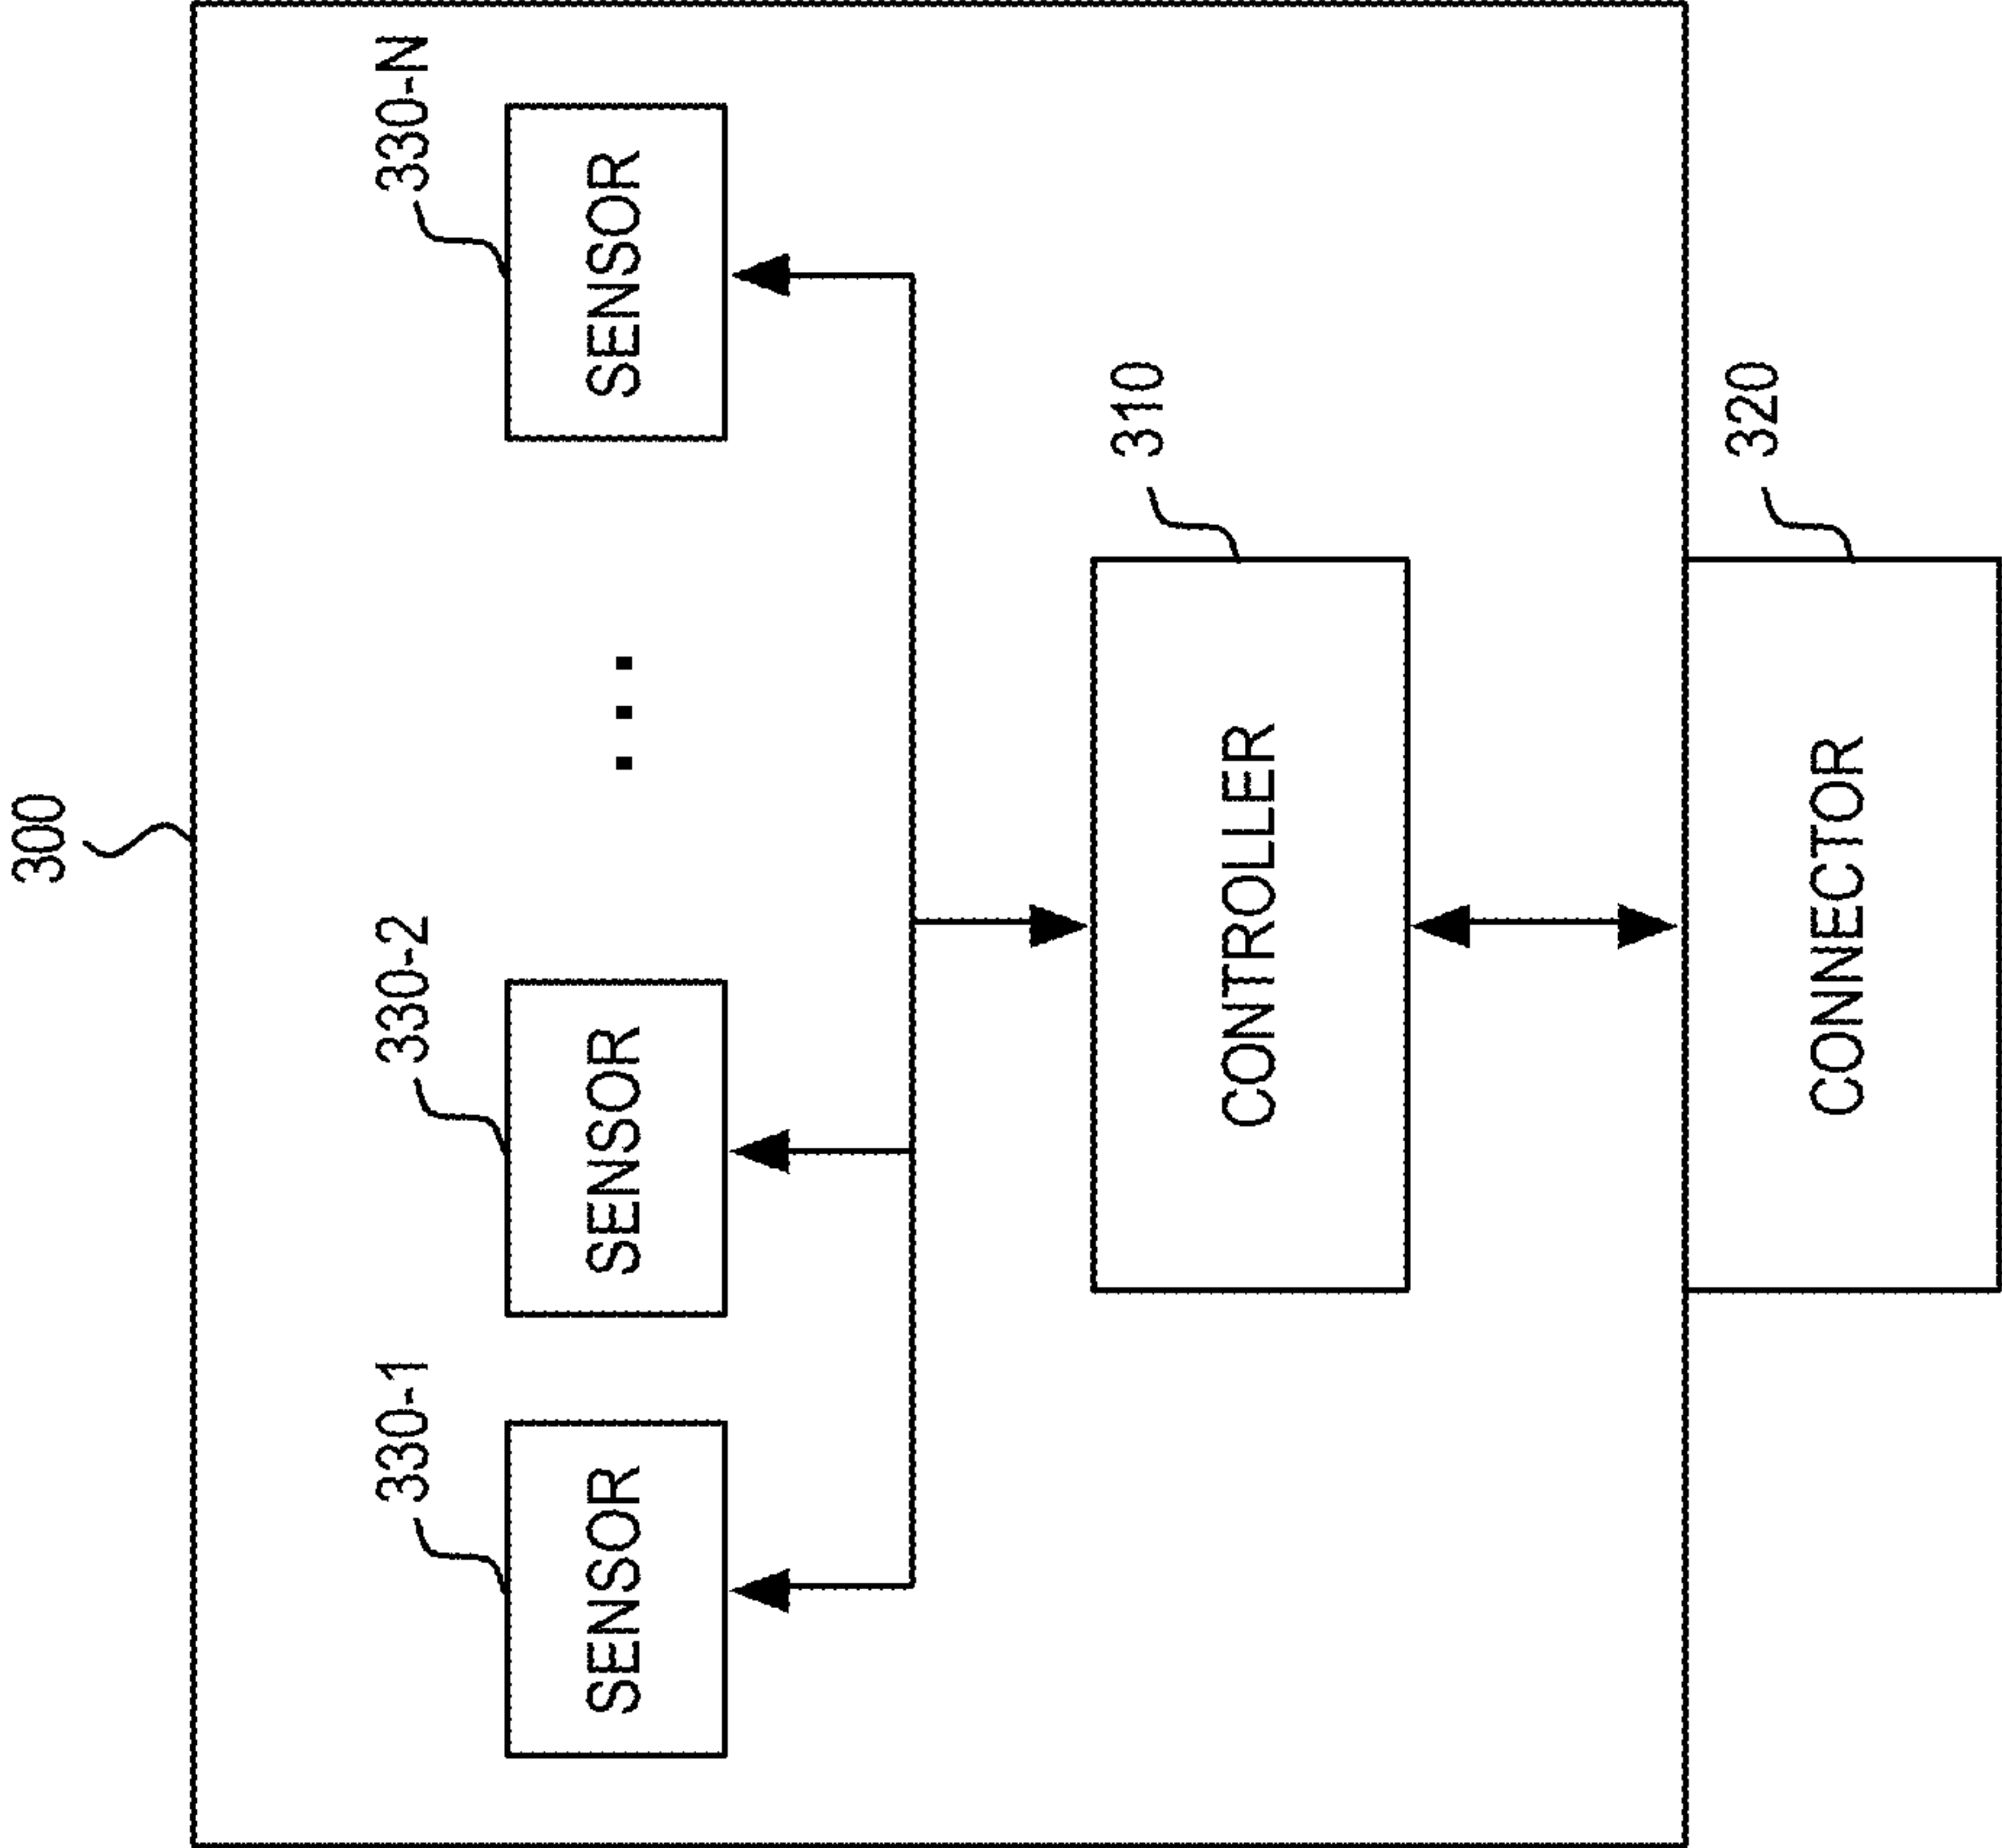 300
330-1
330-2
330-N
SENSOR
SENSOR
...
SENSOR
310
CONTROLLER
320
CONNECTOR